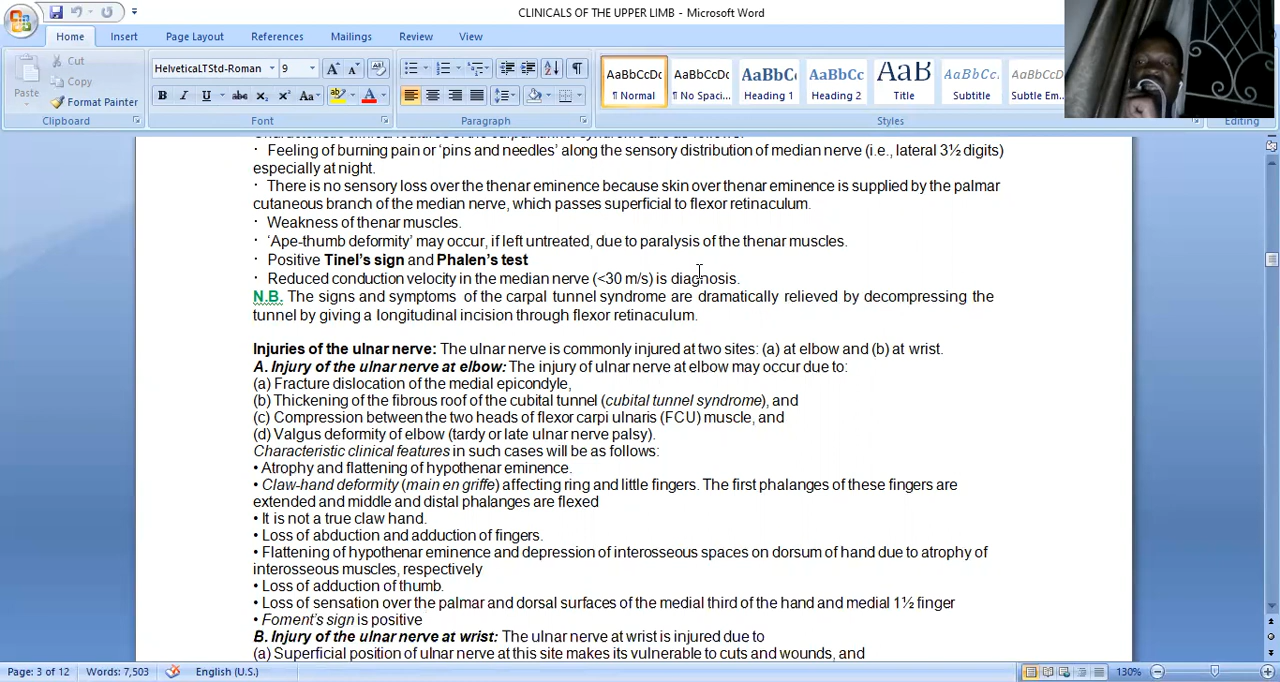 CLINICALS OF THE UPPER LIMB - Microsoft Word
Home Insert Page Layout References Mailings Review View
Cut
Copy
Paste
Format Painter
HelveticaLTStd-Roman 9
B I U abc X₂ X² Aa ab A
AaBbCcDc AaBbCcDc AaBbC AaBbCc AaB AaBbCc. AaBbCcD
¶ Normal ¶ No Spaci... Heading 1 Heading 2 Title Subtitle Subtle Em...
Clipboard Font Paragraph Styles Editing
Characteristic clinical features of the carpal tunnel syndrome are as follows:
· Feeling of burning pain or ‘pins and needles’ along the sensory distribution of median nerve (i.e., lateral 3½ digits)
especially at night.
· There is no sensory loss over the thenar eminence because skin over thenar eminence is supplied by the palmar
cutaneous branch of the median nerve, which passes superficial to flexor retinaculum.
· Weakness of thenar muscles.
· ‘Ape-thumb deformity’ may occur, if left untreated, due to paralysis of the thenar muscles.
· Positive Tinel’s sign and Phalen’s test
· Reduced conduction velocity in the median nerve (<30 m/s) is diagnosis.
N.B. The signs and symptoms of the carpal tunnel syndrome are dramatically relieved by decompressing the
tunnel by giving a longitudinal incision through flexor retinaculum.
Injuries of the ulnar nerve: The ulnar nerve is commonly injured at two sites: (a) at elbow and (b) at wrist.
A. Injury of the ulnar nerve at elbow: The injury of ulnar nerve at elbow may occur due to:
(a) Fracture dislocation of the medial epicondyle,
(b) Thickening of the fibrous roof of the cubital tunnel (cubital tunnel syndrome), and
(c) Compression between the two heads of flexor carpi ulnaris (FCU) muscle, and
(d) Valgus deformity of elbow (tardy or late ulnar nerve palsy).
Characteristic clinical features in such cases will be as follows:
• Atrophy and flattening of hypothenar eminence.
• Claw-hand deformity (main en griffe) affecting ring and little fingers. The first phalanges of these fingers are
extended and middle and distal phalanges are flexed
• It is not a true claw hand.
• Loss of abduction and adduction of fingers.
• Flattening of hypothenar eminence and depression of interosseous spaces on dorsum of hand due to atrophy of
interosseous muscles, respectively
• Loss of adduction of thumb.
• Loss of sensation over the palmar and dorsal surfaces of the medial third of the hand and medial 1½ finger
• Foment’s sign is positive
B. Injury of the ulnar nerve at wrist: The ulnar nerve at wrist is injured due to
(a) Superficial position of ulnar nerve at this site makes its vulnerable to cuts and wounds, and
Page: 3 of 12 Words: 7,503 English (U.S.) 130%